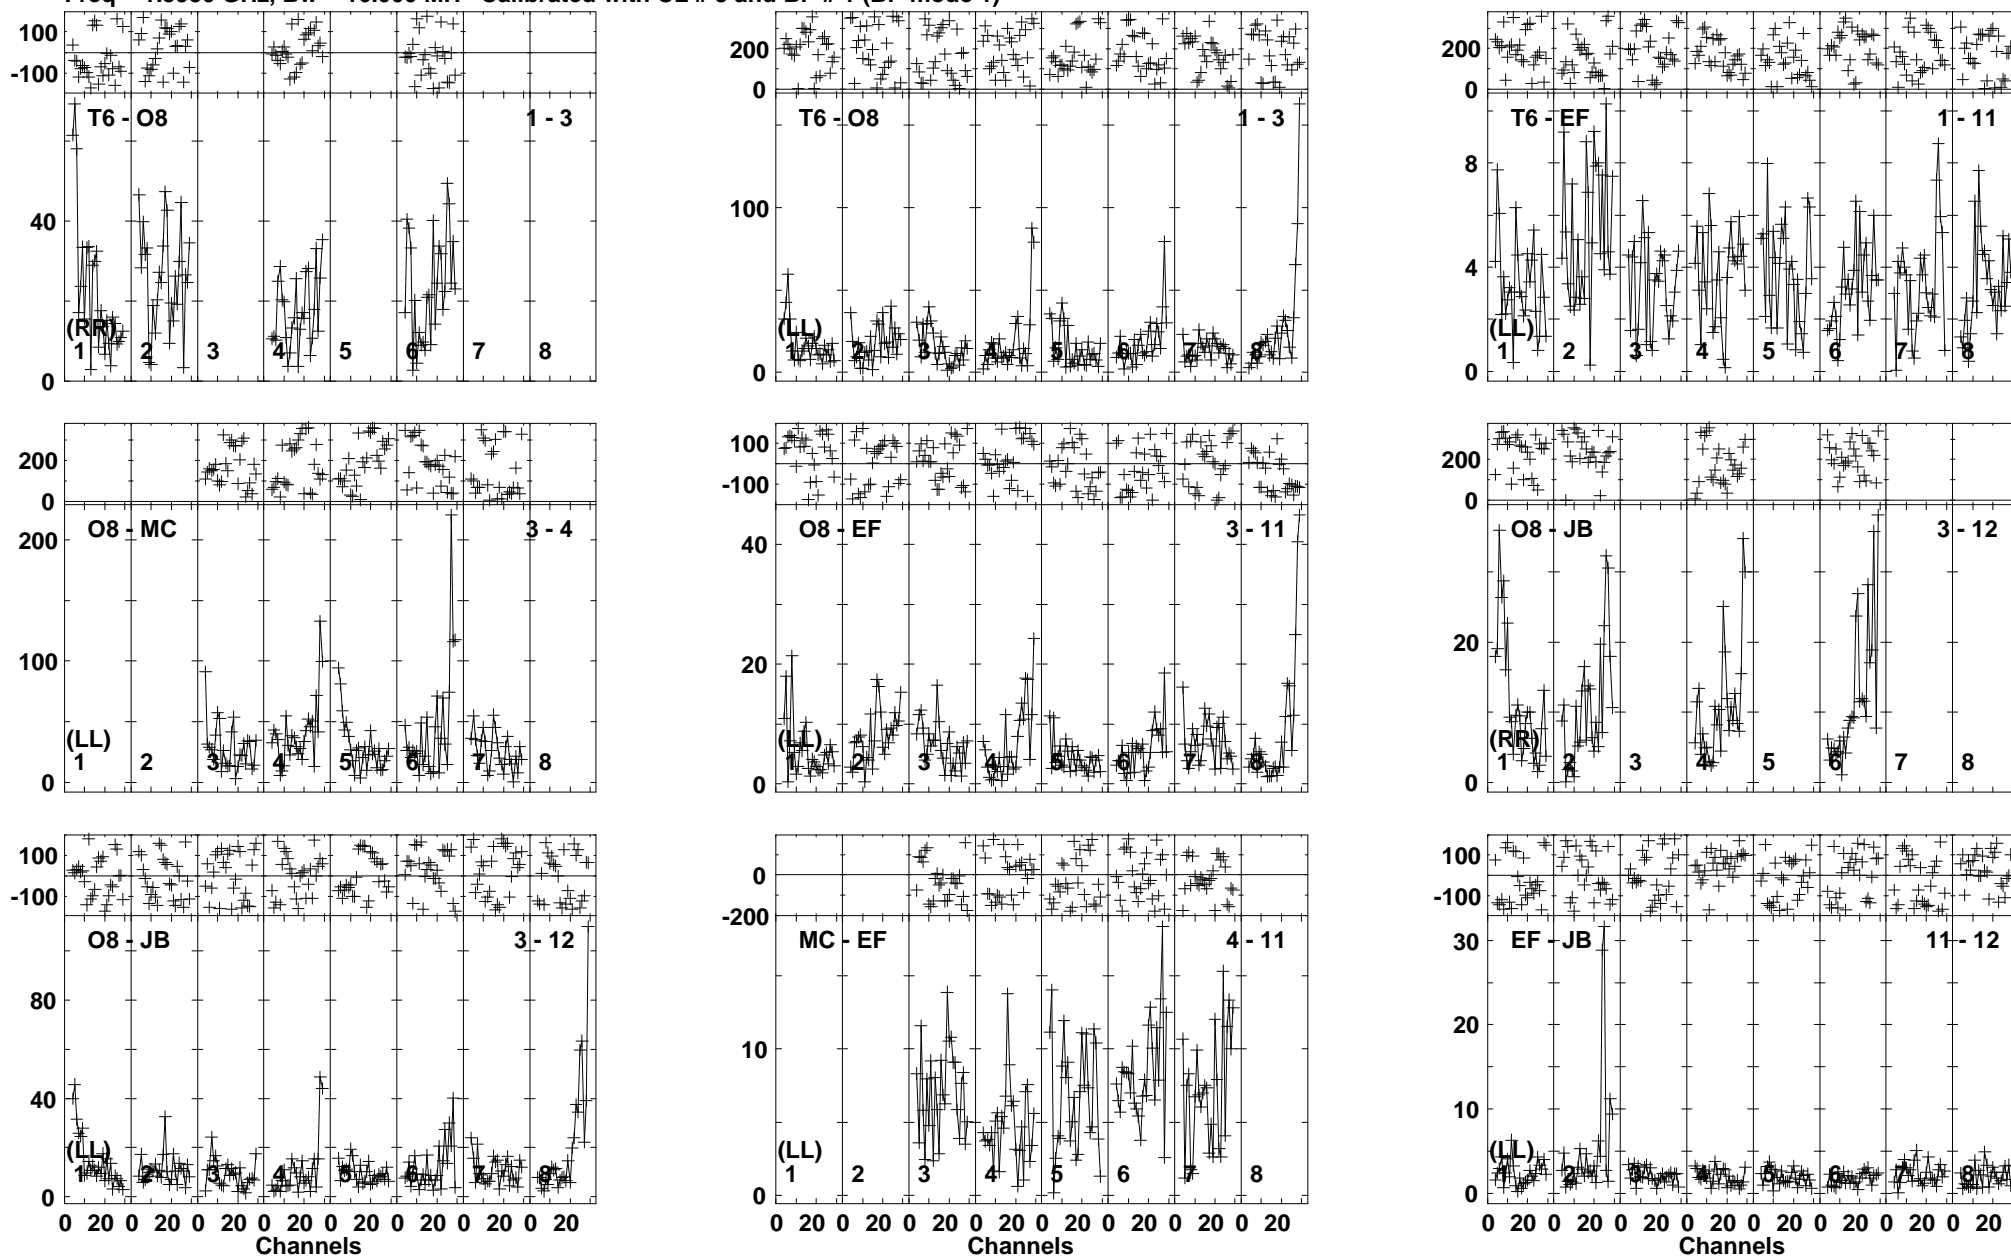 100 -100 200 0 200 0
T6 - O8 1 - 3 T6 - O8 1 - 3 T6 - EF 1 - 11
40 0 100 0 8 4 0
(RR) (LL) (LL)
1 2 3 4 5 6 7 8 1 2 3 4 5 6 7 8 1 2 3 4 5 6 7 8
200 0 100 -100 200 0
O8 - MC 3 - 4 O8 - EF 3 - 11 O8 - JB 3 - 12
200 100 0 40 20 0 20 0
(LL) (LL) (RR)
1 2 3 4 5 6 7 8 1 2 3 4 5 6 7 8 1 2 3 4 5 6 7 8
100 -100 0 -200 100 -100
O8 - JB 3 - 12 MC - EF 4 - 11 EF - JB 11 - 12
80 40 0 10 0 30 20 10 0
(LL) (LL) (LL)
1 2 3 4 5 6 7 8 1 2 3 4 5 6 7 8 1 2 3 4 5 6 7 8
0 20 0 20 0 20 0 20 0 20 0 20 0 20 0 20 0 20 0 20 0 20 0 20 0 20 0 20 0 20 0 20 0 20 0 20 0 20 0 20 0 20 0 20 0 20 0 20
Channels Channels Channels